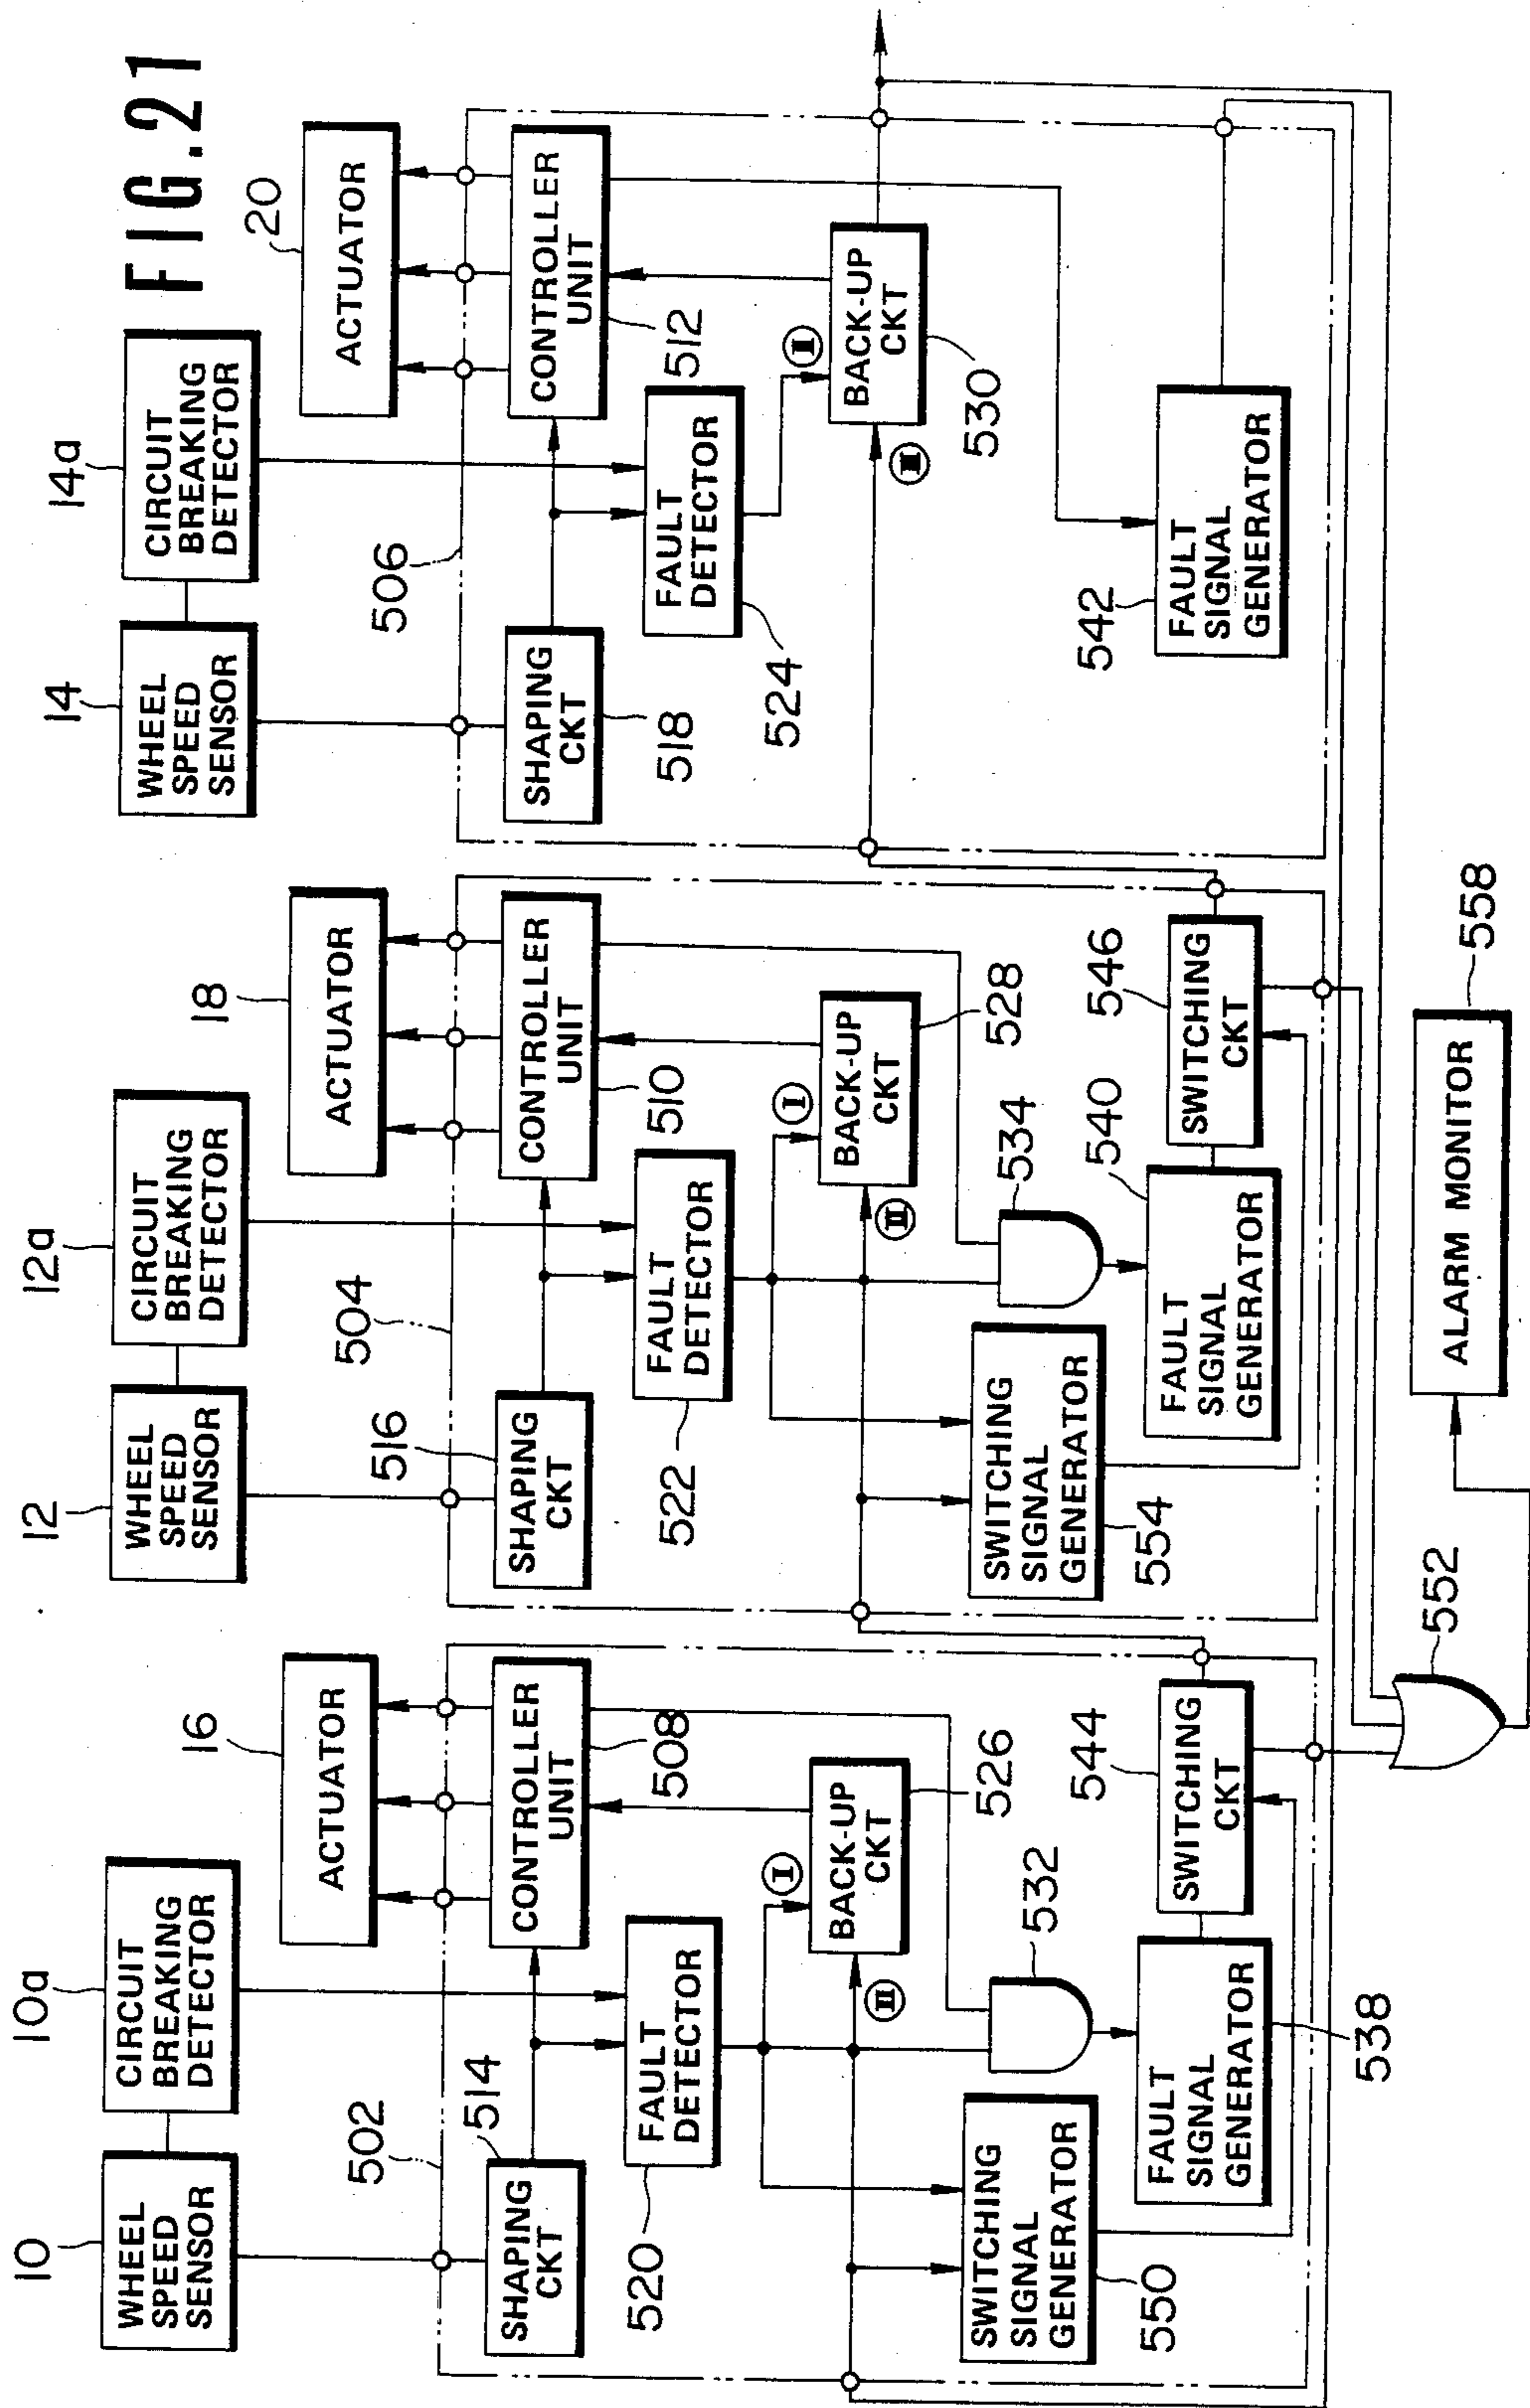 FIG.21
10
WHEEL
SPEED
SENSOR
10a
CIRCUIT
BREAKING
DETECTOR
16
ACTUATOR
502
514
SHAPING
CKT
CONTROLLER
UNIT
508
520
FAULT
DETECTOR
I
II
BACK-UP
CKT
526
532
550
SWITCHING
SIGNAL
GENERATOR
FAULT
SIGNAL
GENERATOR
538
544
SWITCHING
CKT
12
WHEEL
SPEED
SENSOR
12a
CIRCUIT
BREAKING
DETECTOR
18
ACTUATOR
504
516
SHAPING
CKT
CONTROLLER
UNIT
510
522
FAULT
DETECTOR
I
II
BACK-UP
CKT
528
534
554
SWITCHING
SIGNAL
GENERATOR
540
FAULT
SIGNAL
GENERATOR
546
SWITCHING
CKT
14
WHEEL
SPEED
SENSOR
14a
CIRCUIT
BREAKING
DETECTOR
20
ACTUATOR
506
518
SHAPING
CKT
CONTROLLER
UNIT
512
524
FAULT
DETECTOR
BACK-UP
CKT
530
542
FAULT
SIGNAL
GENERATOR
552
ALARM MONITOR
558